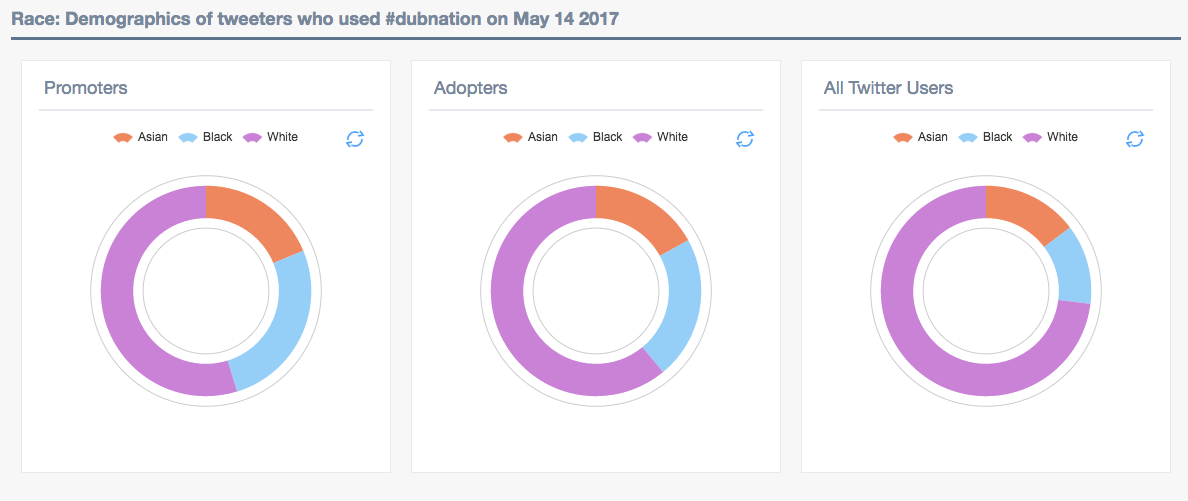 Race: Demographics of tweeters who used #dubnation on May 14 2017
Promoters
Asian Black White
Adopters
Asian Black White
All Twitter Users
Asian Black White